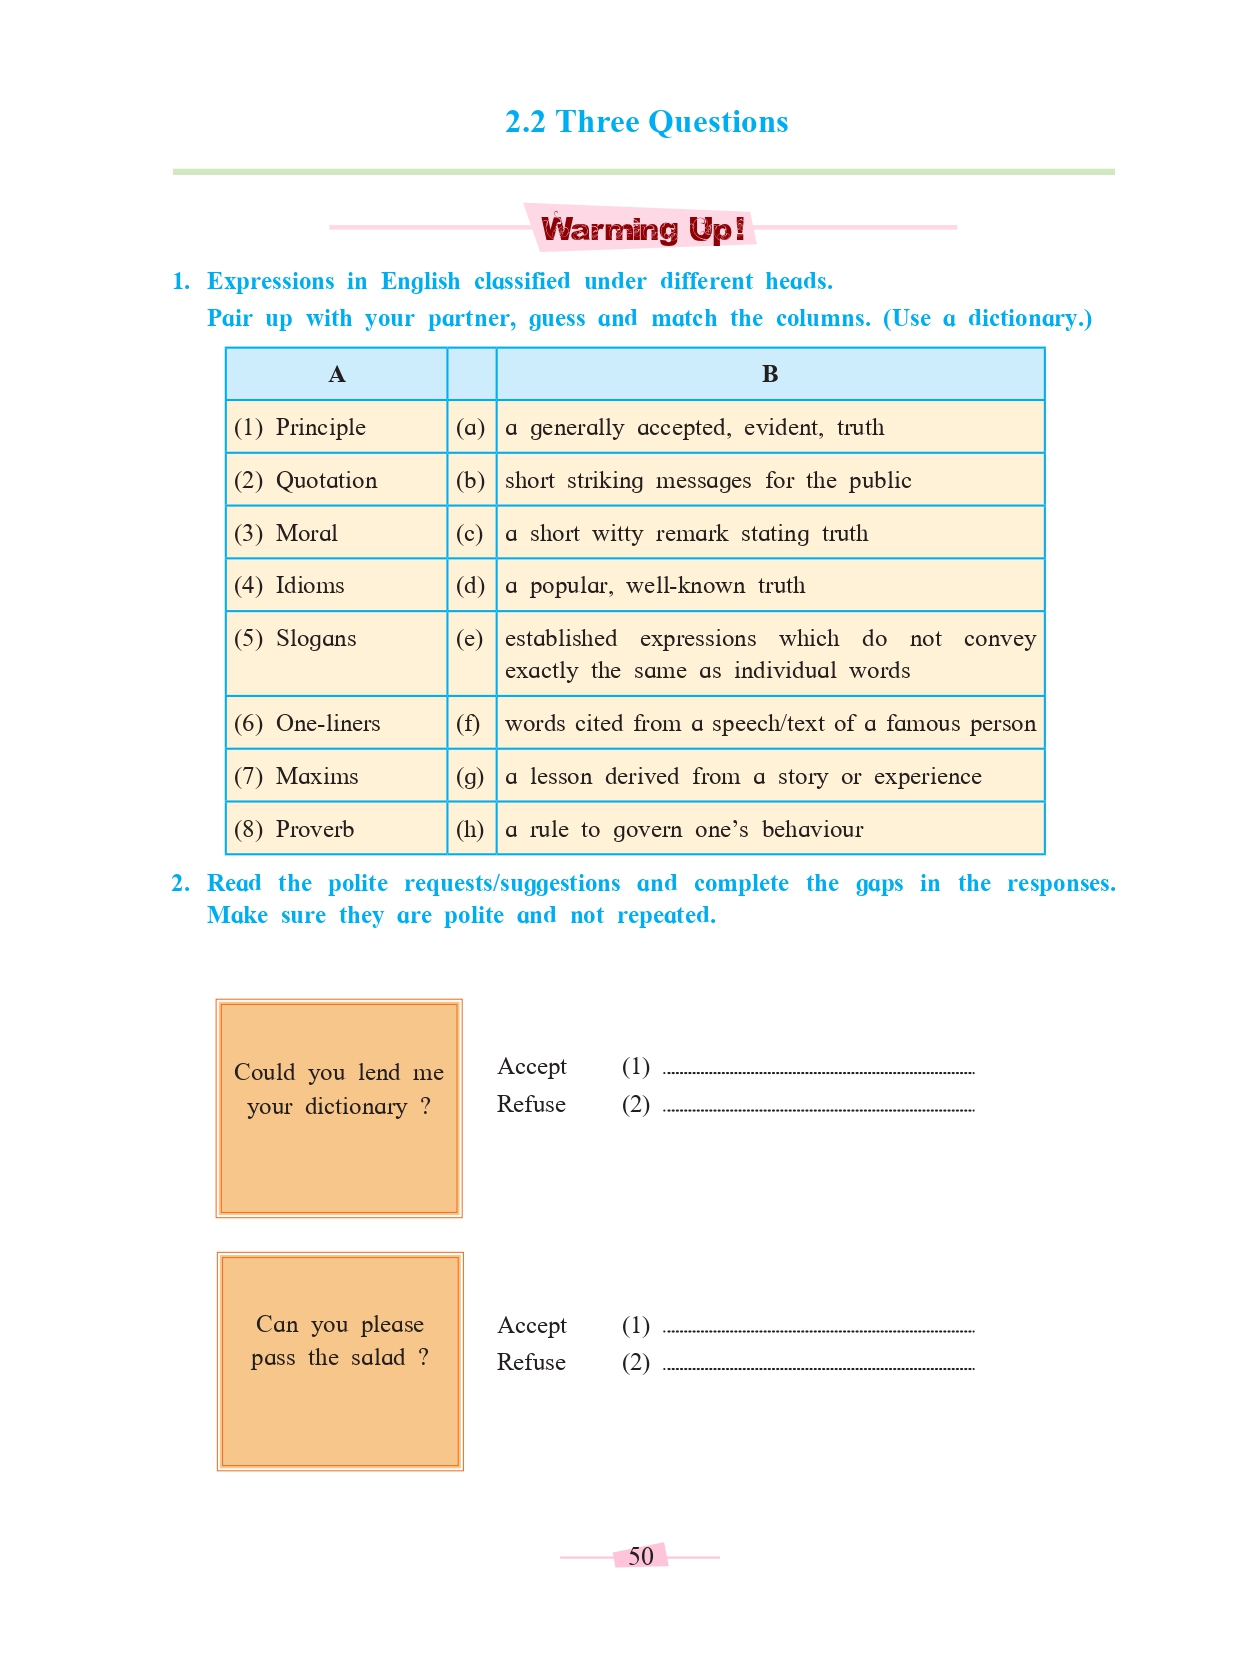 2.2 Three Questions
Warming Up!
1. Expressions in English classified under different heads.
Pair up with your partner, guess and match the columns. (Use a dictionary.)
A B
(1) Principle (a) a generally accepted, evident, truth
(2) Quotation (b) short striking messages for the public
(3) Moral (c) a short witty remark stating truth
(4) Idioms (d) a popular, well-known truth
(5) Slogans (e) established expressions which do not convey
exactly the same as individual words
(6) One-liners (f) words cited from a speech/text of a famous person
(7) Maxims (g) a lesson derived from a story or experience
(8) Proverb (h) a rule to govern one's behaviour
2. Read the polite requests/suggestions and complete the gaps in the responses.
Make sure they are polite and not repeated.
Could you lend me
your dictionary ?
Accept (1)
Refuse (2)
Can you please
pass the salad ?
Accept (1)
Refuse (2)
50